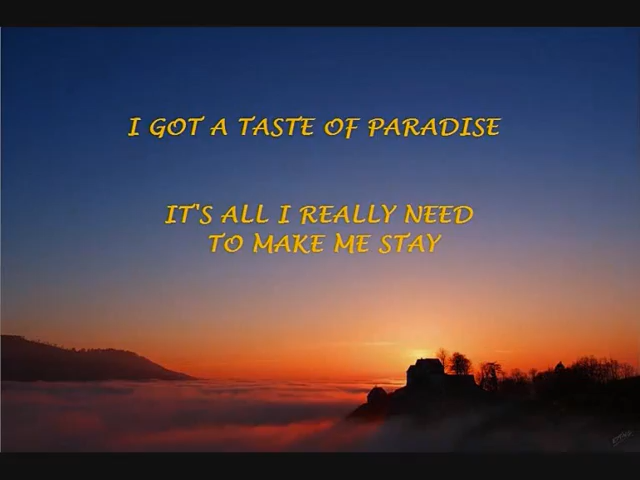 I GOT A TASTE OF PARADISE
IT'S ALL I REALLY NEED
TO MAKE ME STAY